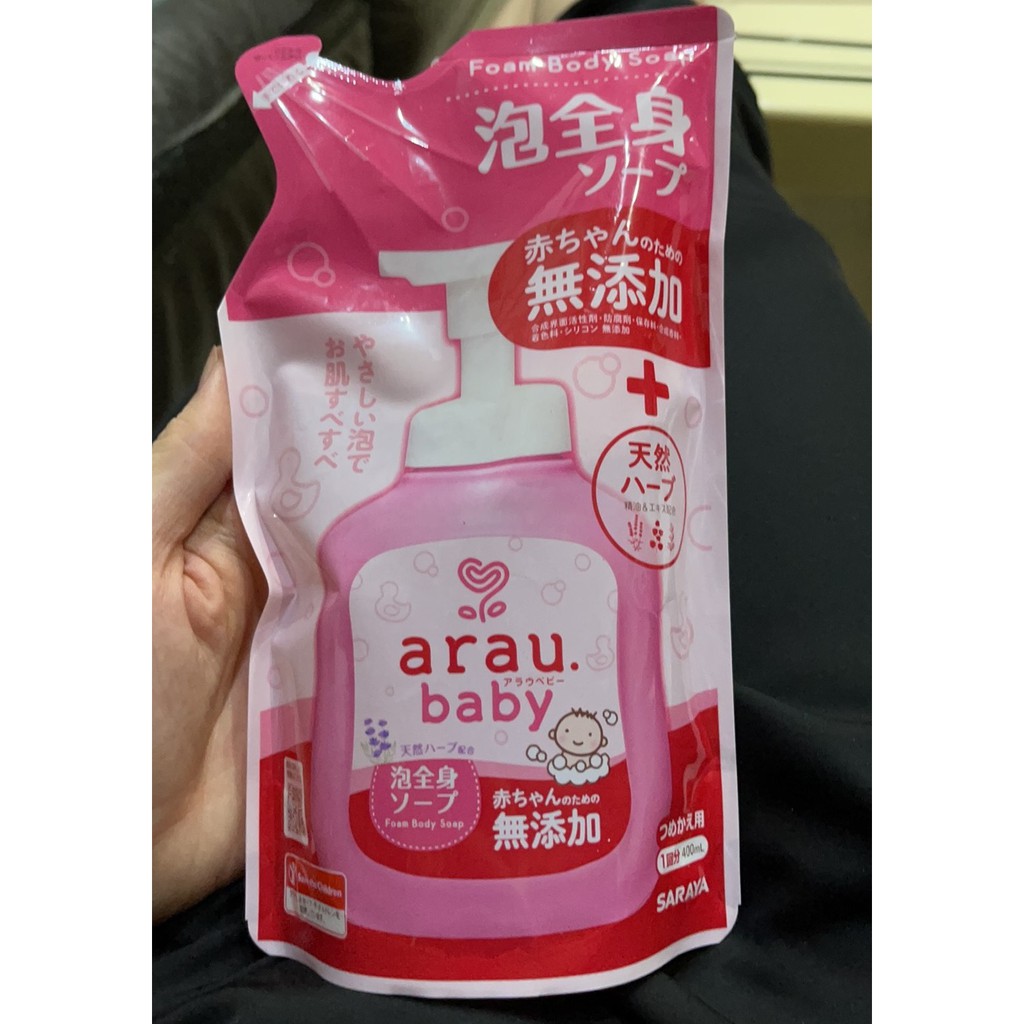 Foam Body Soap
泡全身
ソープ
赤ちゃんのための
無添加
合成界面活性剤・防腐剤・保存料・合成香料・
着色料・シリコン 無添加
やさしい泡で
お肌すべすべ
天然
ハーブ
精油&エキス配合
arau.
アラウベビー
baby
天然ハーブ配合
泡全身
ソープ
Foam Body Soap
赤ちゃんのための
無添加
つめかえ用
1回分 400mL
SARAYA
Save the Children